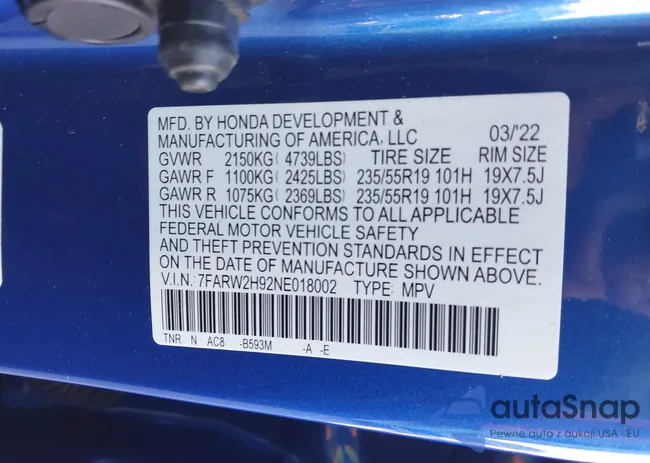 MFD. BY HONDA DEVELOPMENT &
MANUFACTURING OF AMERICA, LLC 03/'22
GVWR 2150KG ( 4739LBS) TIRE SIZE RIM SIZE
GAWR F 1100KG ( 2425LBS) 235/55R19 101H 19X7.5J
GAWR R 1075KG ( 2369LBS) 235/55R19 101H 19X7.5J
THIS VEHICLE CONFORMS TO ALL APPLICABLE
FEDERAL MOTOR VEHICLE SAFETY
AND THEFT PREVENTION STANDARDS IN EFFECT
ON THE DATE OF MANUFACTURE SHOWN ABOVE.
V.I.N.: 7FARW2H92NE018002 TYPE: MPV
TNR N AC8 -B593M -A -E
autaSnap
Pewne auta z aukcji USA i EU